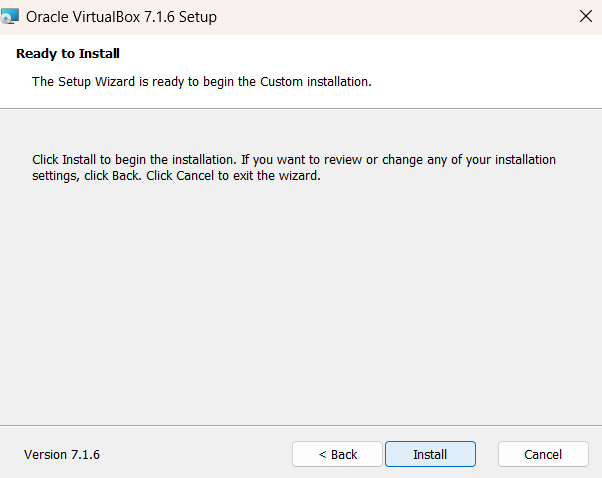 Oracle VirtualBox 7.1.6 Setup
Ready to Install
The Setup Wizard is ready to begin the Custom installation.
Click Install to begin the installation. If you want to review or change any of your installation
settings, click Back. Click Cancel to exit the wizard.
Version 7.1.6
< Back
Install
Cancel